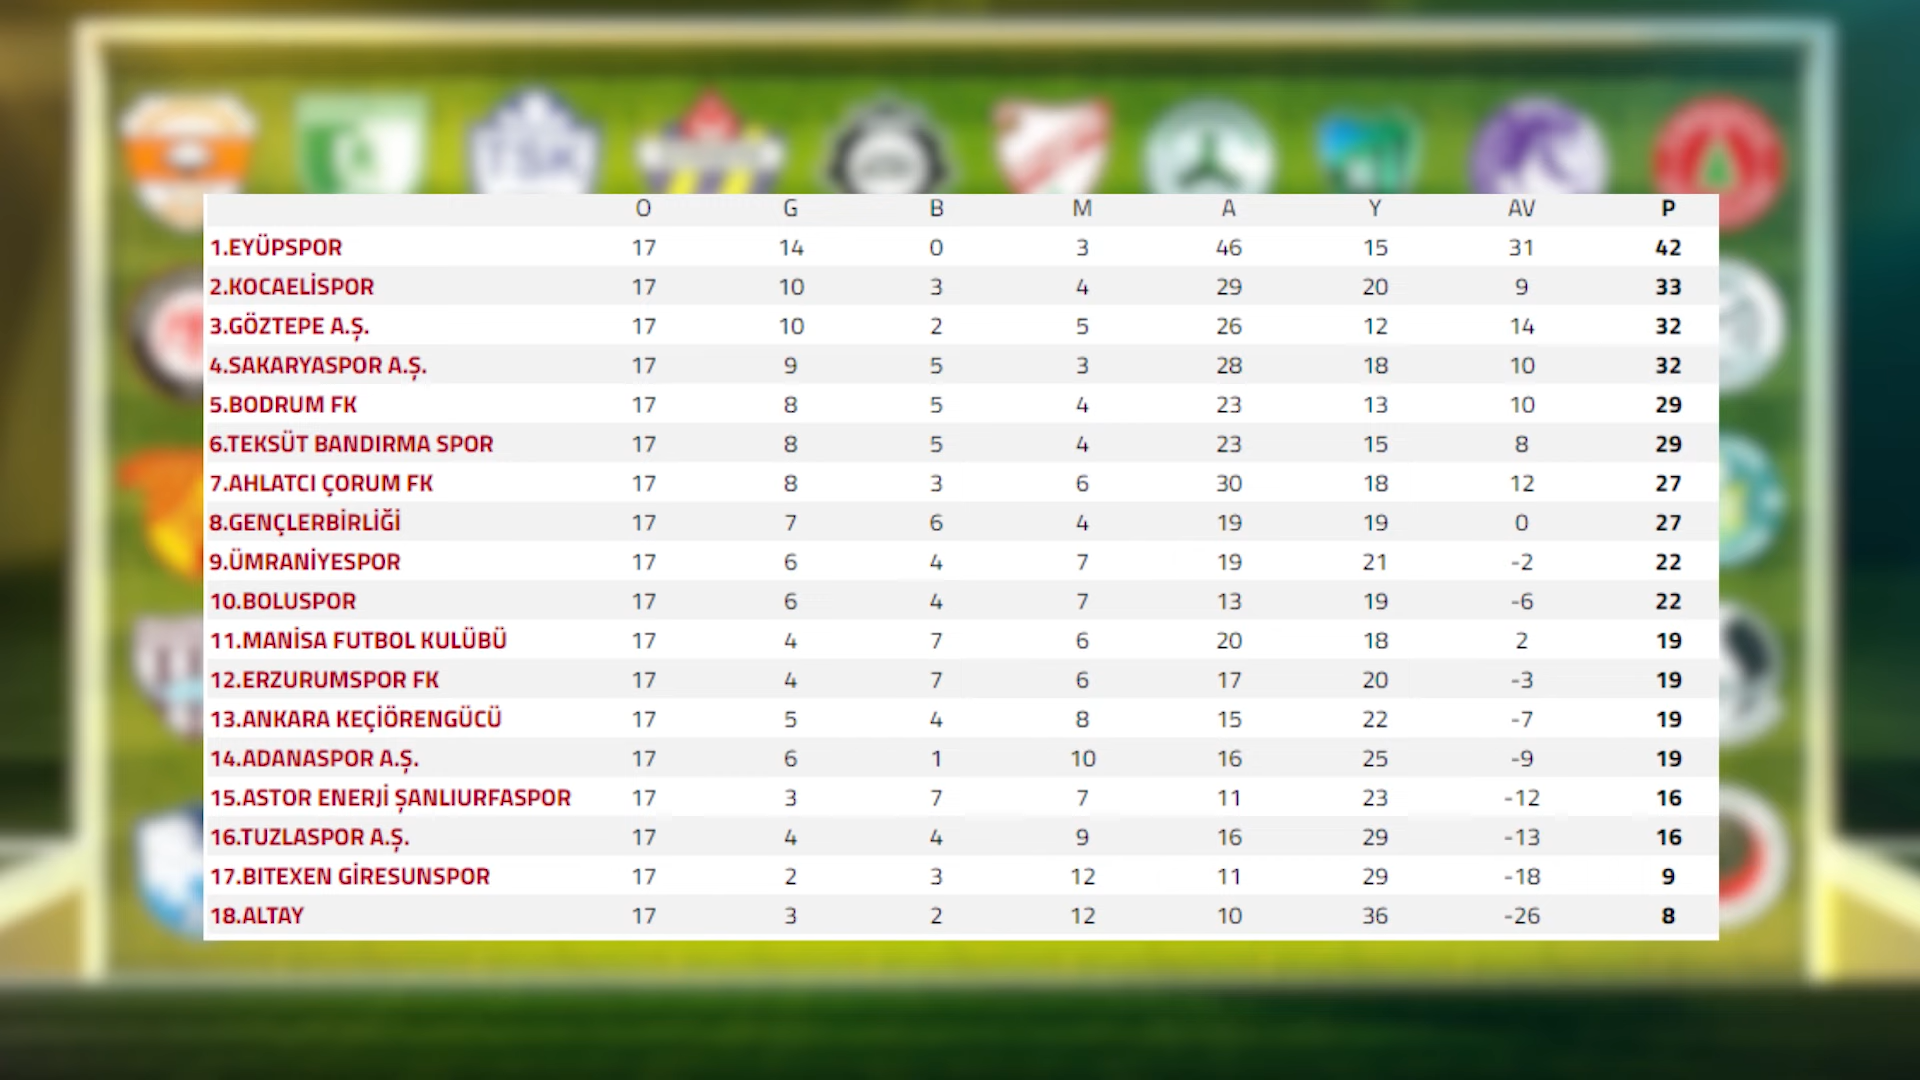 O G B M A Y AV P
1.EYÜPSPOR 17 14 0 3 46 15 31 42
2.KOCAELİSPOR 17 10 3 4 29 20 9 33
3.GÖZTEPE A.Ş. 17 10 2 5 26 12 14 32
4.SAKARYASPOR A.Ş. 17 9 5 3 28 18 10 32
5.BODRUM FK 17 8 5 4 23 13 10 29
6.TEKSÜT BANDIRMA SPOR 17 8 5 4 23 15 8 29
7.AHLATCI ÇORUM FK 17 8 3 6 30 18 12 27
8.GENÇLERBİRLİĞİ 17 7 6 4 19 19 0 27
9.ÜMRANİYESPOR 17 6 4 7 19 21 -2 22
10.BOLUSPOR 17 6 4 7 13 19 -6 22
11.MANİSA FUTBOL KULÜBÜ 17 4 7 6 20 18 2 19
12.ERZURUMSPOR FK 17 4 7 6 17 20 -3 19
13.ANKARA KEÇİÖRENGÜCÜ 17 5 4 8 15 22 -7 19
14.ADANASPOR A.Ş. 17 6 1 10 16 25 -9 19
15.ASTOR ENERJİ ŞANLIURFASPOR 17 3 7 7 11 23 -12 16
16.TUZLASPOR A.Ş. 17 4 4 9 16 29 -13 16
17.BITEXEN GİRESUNSPOR 17 2 3 12 11 29 -18 9
18.ALTAY 17 3 2 12 10 36 -26 8